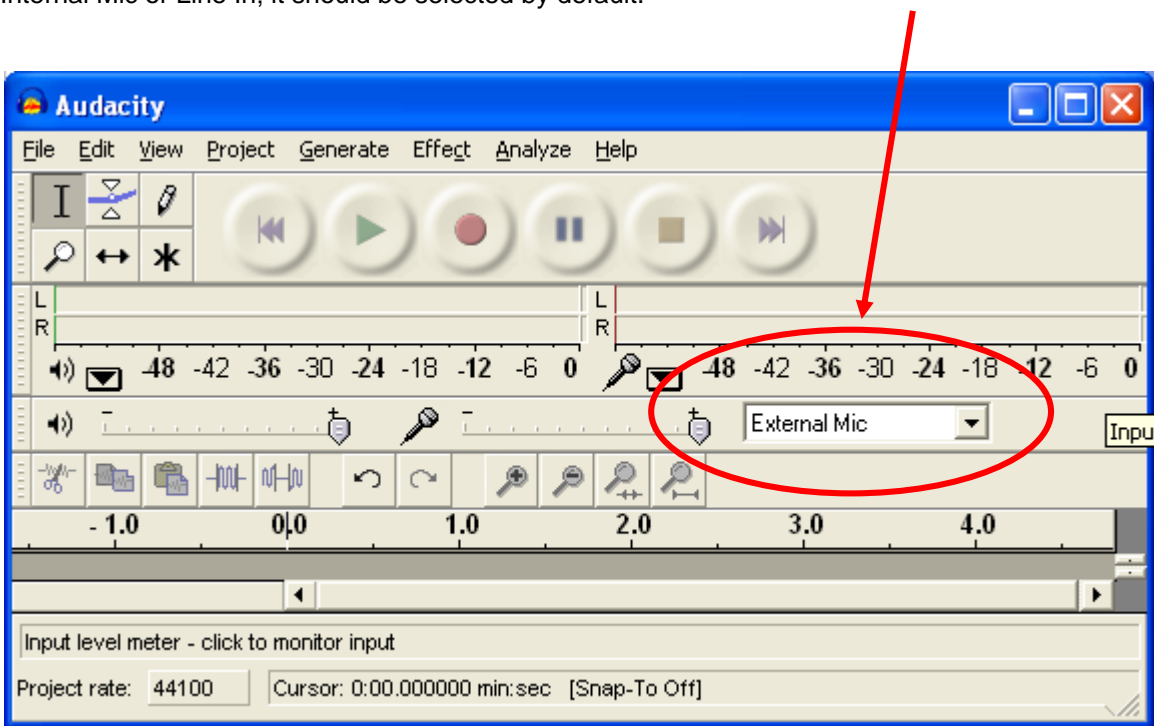 Internal Mic or Line In, it should be selected by default.
Audacity
File Edit View Project Generate Effect Analyze Help
L
R
L
R
-48 -42 -36 -30 -24 -18 -12 -6 0
-48 -42 -36 -30 -24 -18 -12 -6 0
- + - + External Mic
Inpu
- 1.0 0.0 1.0 2.0 3.0 4.0
Input level meter - click to monitor input
Project rate: 44100 Cursor: 0:00.000000 min:sec [Snap-To Off]